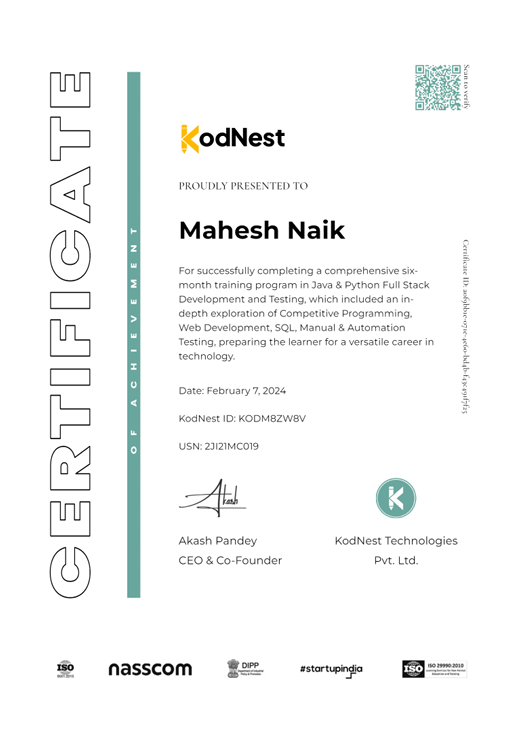 CERTIFICATE
OF ACHIEVEMENT
Scan to verify
KodNest
PROUDLY PRESENTED TO
Mahesh Naik
For successfully completing a comprehensive six-
month training program in Java & Python Full Stack
Development and Testing, which included an in-
depth exploration of Competitive Programming,
Web Development, SQL, Manual & Automation
Testing, preparing the learner for a versatile career in
technology.
Certificate ID:
Date: February 7, 2024
KodNest ID: KODM8ZW8V
USN: 2JI21MC019
Akash
Akash Pandey
CEO & Co-Founder
K
KodNest Technologies
Pvt. Ltd.
ISO
nasscom
DIPP
#startupindia
ISO
ISO 29990:2010